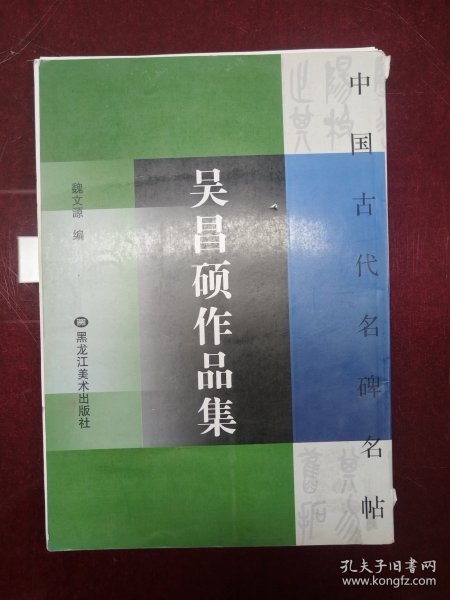 中国古代名碑名帖
吴昌硕作品集
魏文源 编
黑龙江美术出版社
孔夫子旧书网
www.kongfz.com